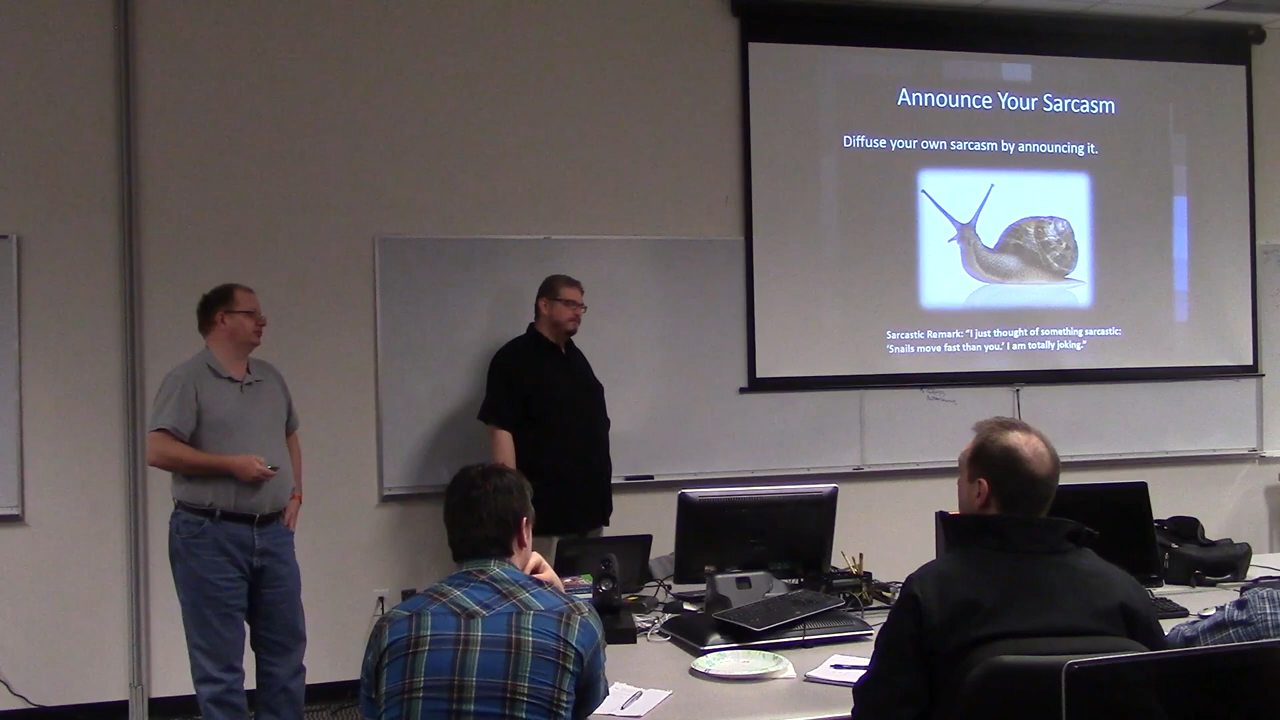 Announce Your Sarcasm
Diffuse your own sarcasm by announcing it.
Sarcastic Remark: "I just thought of something sarcastic:
'Snails move fast than you.' I am totally joking."